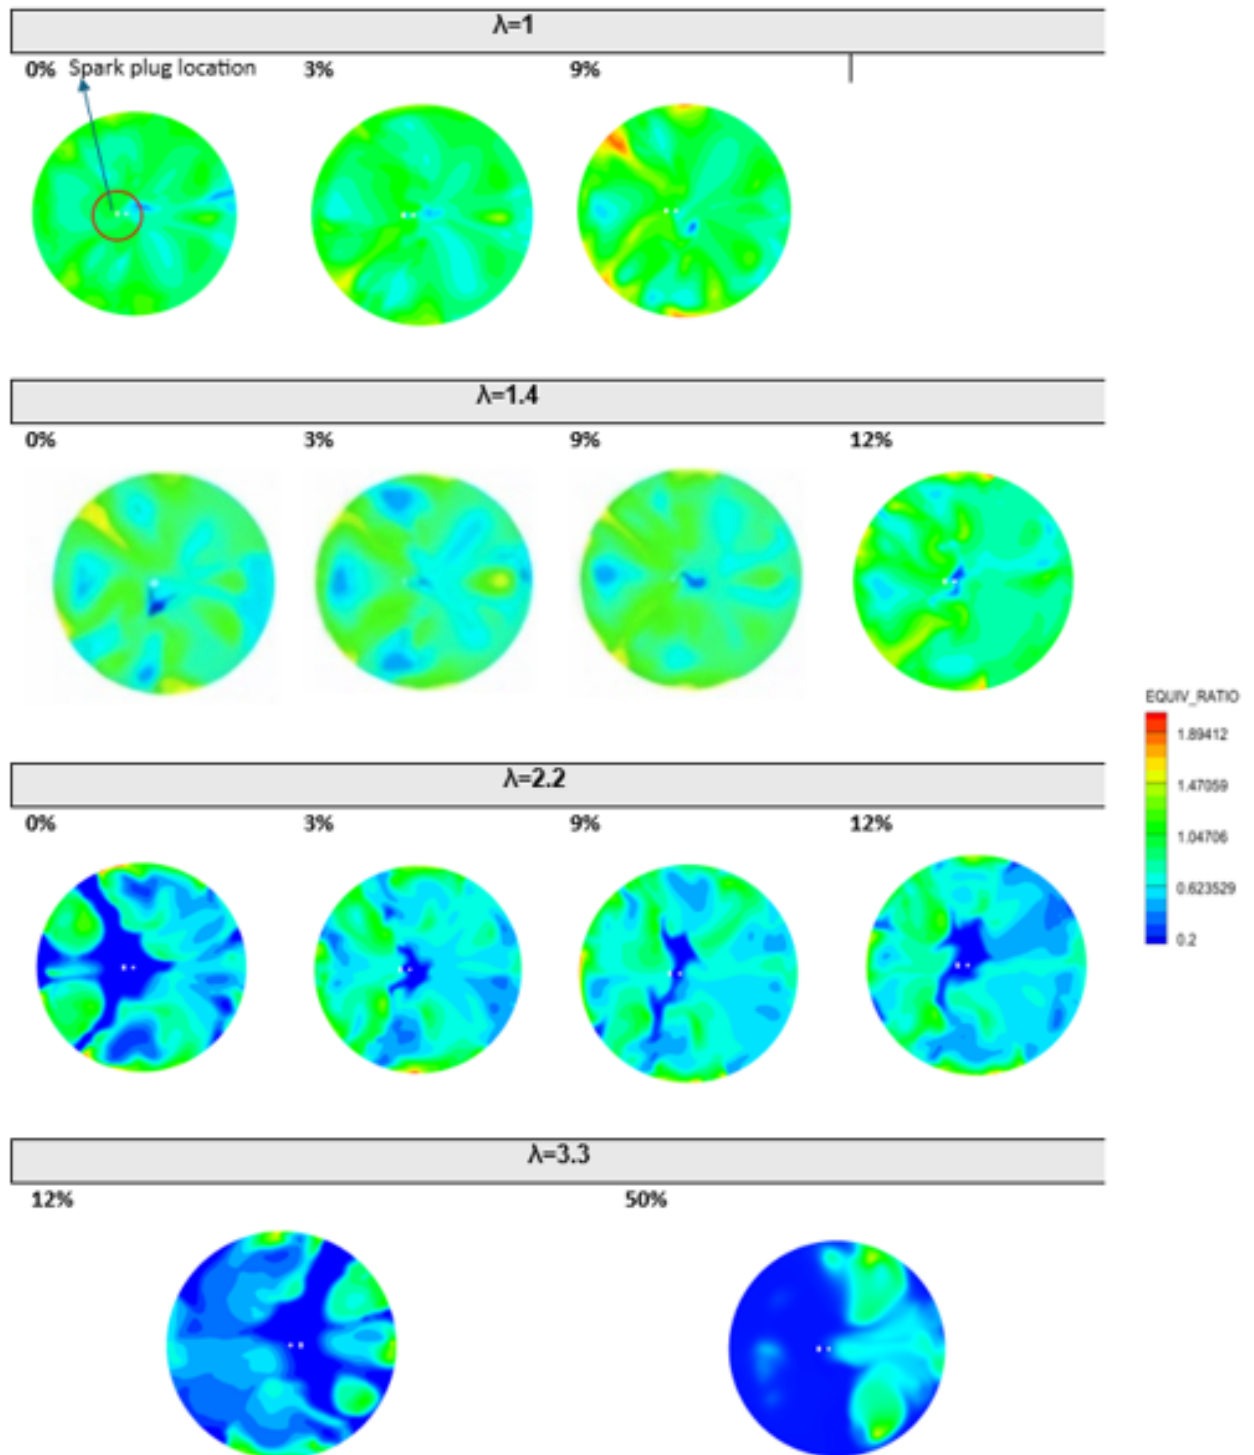 λ=1
0% Spark plug location 3% 9%
λ=1.4
0% 3% 9% 12%
EQUIV_RATIO
1.89412
1.47059
1.04706
0.623529
0.2
λ=2.2
0% 3% 9% 12%
λ=3.3
12% 50%